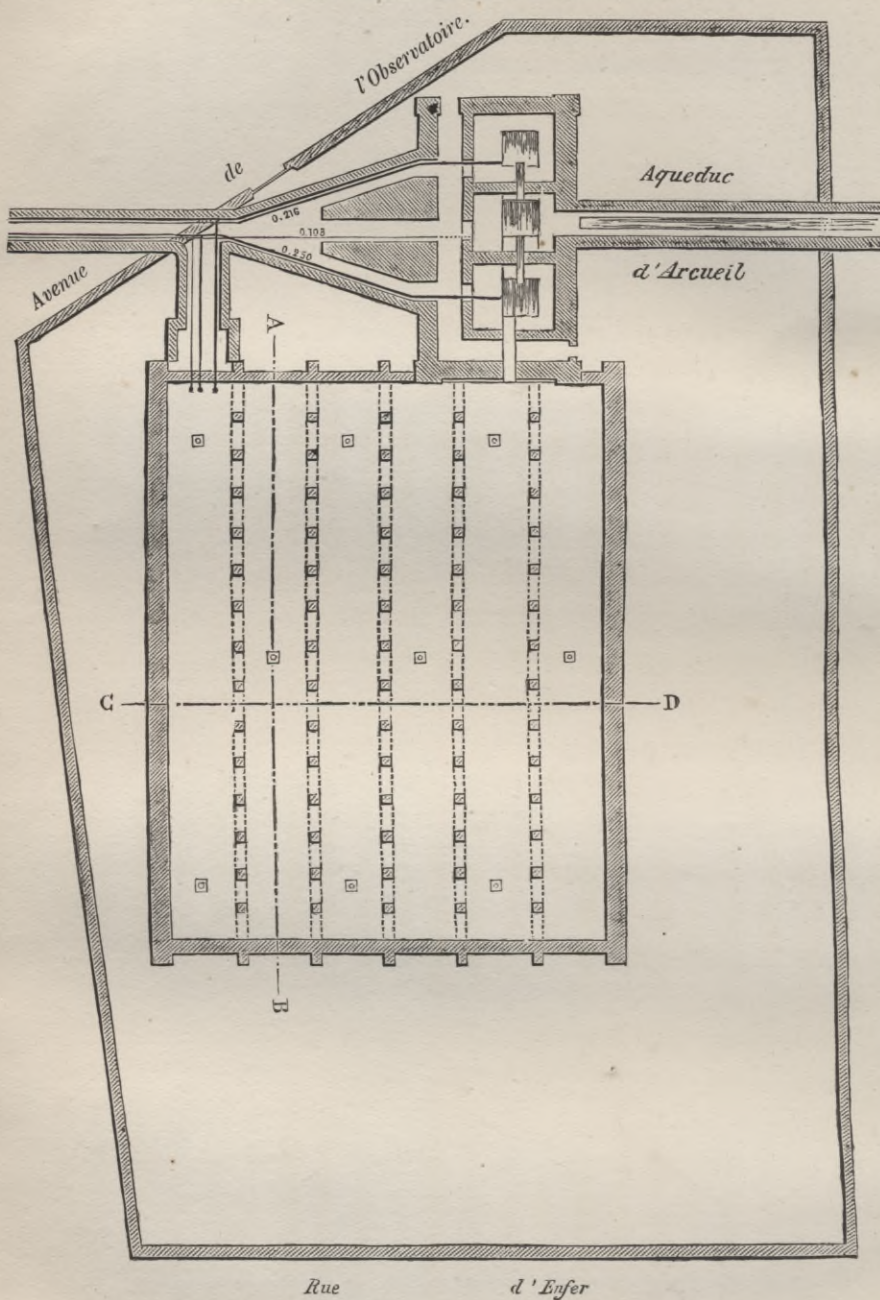 Avenue de l'Observatoire.
Aqueduc
d'Arcueil
0.216
0.108
0.250
A
C
D
B
Rue d'Enfer